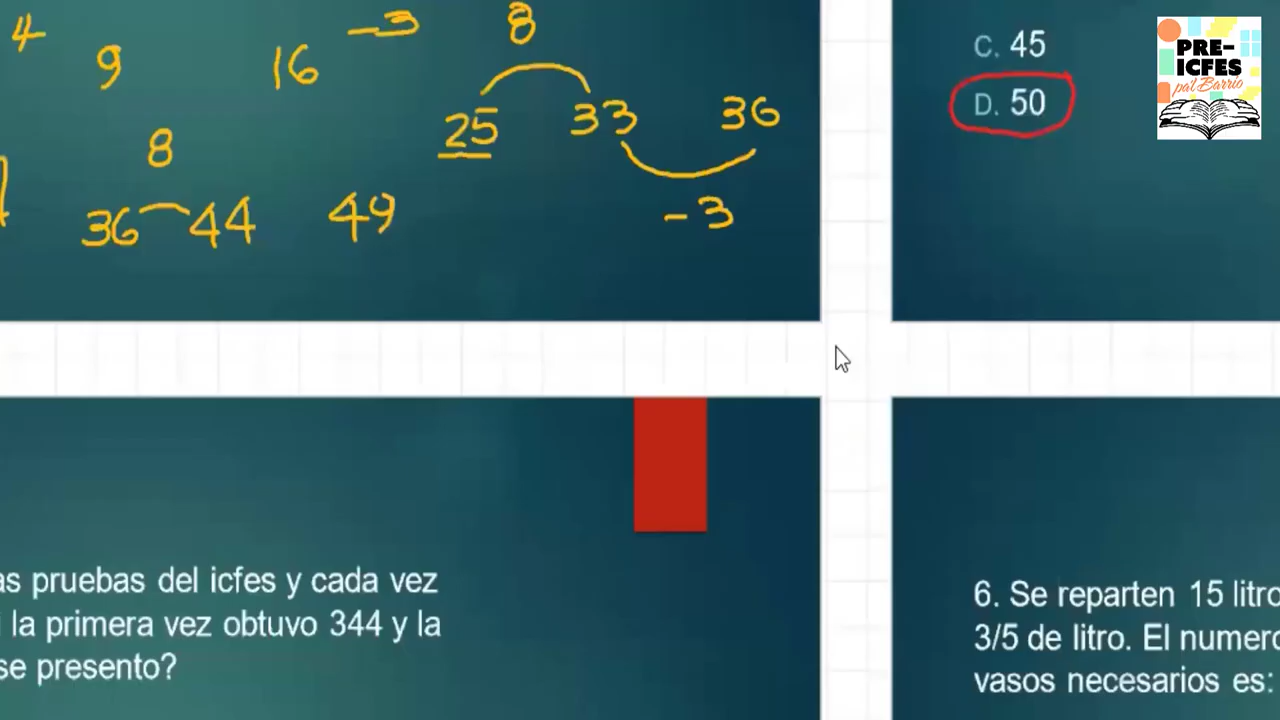 4
9
16
-3
8
25
33
36
-3
8
36
44
49
C. 45
D. 50
PRE-
ICFES
pa'l Barrio
as pruebas del icfes y cada vez
la primera vez obtuvo 344 y la
se presento?
6. Se reparten 15 litro
3/5 de litro. El numero
vasos necesarios es: